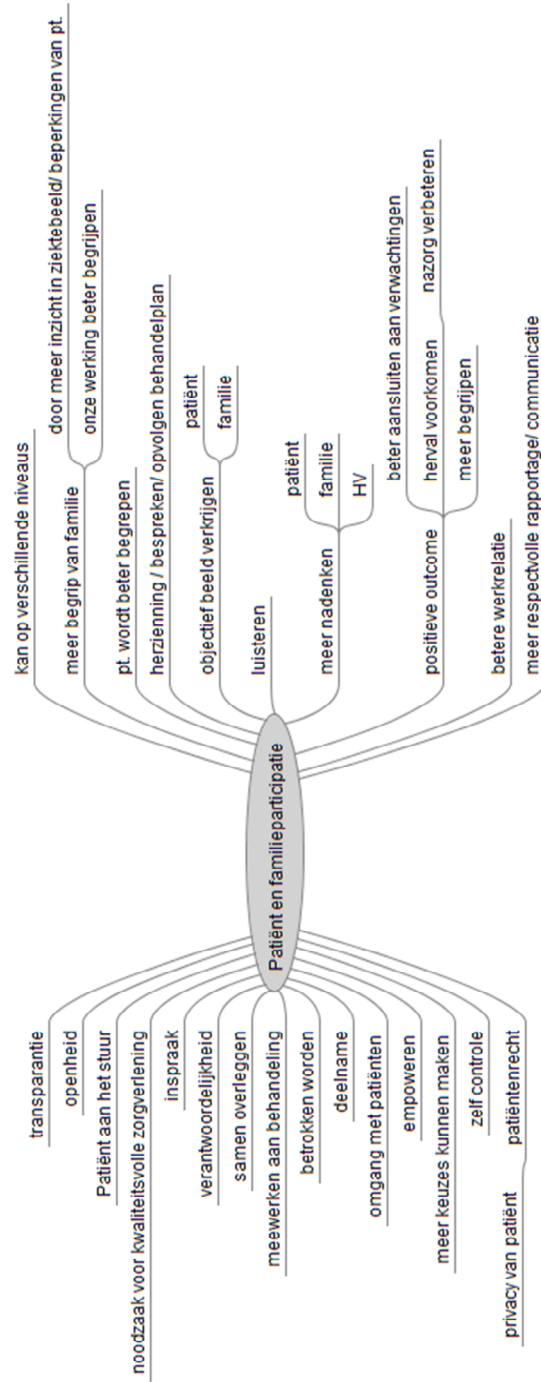 transparantie
openheid
Patiënt aan het stuur
noodzaak voor kwaliteitsvolle zorgverlening
inspraak
verantwoordelijkheid
samen overleggen
meewerken aan behandeling
betrokken worden
deelname
omgang met patiënten
empoweren
meer keuzes kunnen maken
zelf controle
privacy van patiënt
patiëntenrecht
Patiënt en familieparticipatie
kan op verschillende niveaus
meer begrip van familie
door meer inzicht in ziektebeeld/ beperkingen van pt.
onze werking beter begrijpen
pt. wordt beter begrepen
herzienning / bespreken/ opvolgen behandelplan
objectief beeld verkrijgen
patiënt
familie
luisteren
meer nadenken
patiënt
familie
HV
positieve outcome
beter aansluiten aan verwachtingen
herval voorkomen
nazorg verbeteren
meer begrijpen
betere werkrelatie
meer respectvolle rapportage/ communicatie